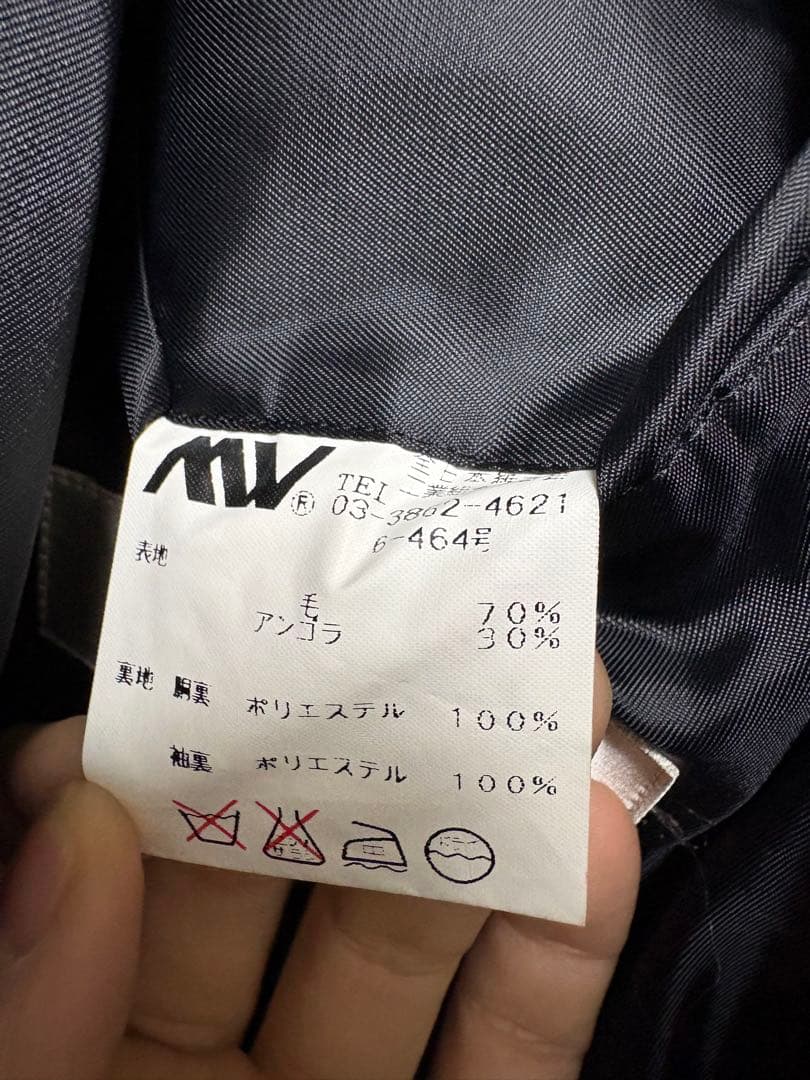 MW
®
TEL 03-3862-4621
6-464号
表地
毛 70%
アンゴラ 30%
裏地 胴裏 ポリエステル 100%
袖裏 ポリエステル 100%